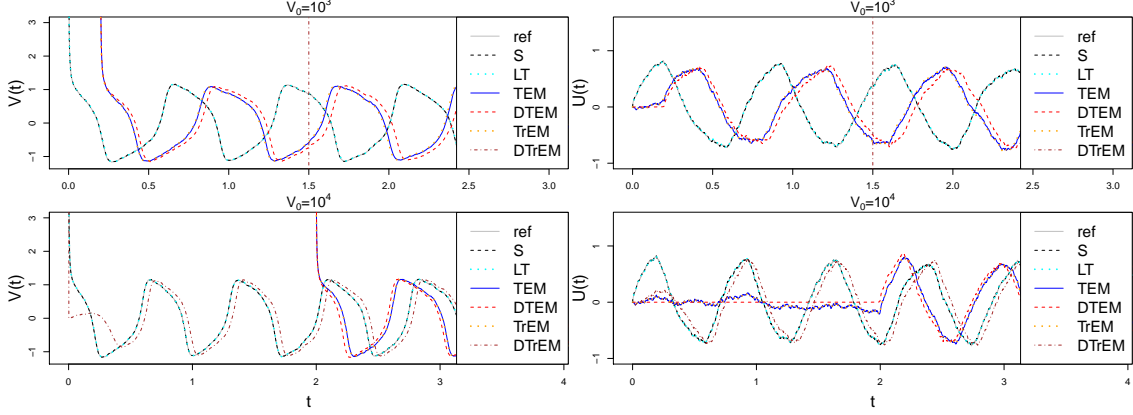 V₀=10³
V(t)
3
2
1
0
-1
0.0 0.5 1.0 1.5 2.0 2.5 3.0
ref
S
LT
TEM
DTEM
TrEM
DTrEM
V₀=10³
U(t)
1
0
-1
0.0 0.5 1.0 1.5 2.0 2.5 3.0
ref
S
LT
TEM
DTEM
TrEM
DTrEM
V₀=10⁴
V(t)
3
2
1
0
-1
0 1 2 3 4
t
ref
S
LT
TEM
DTEM
TrEM
DTrEM
V₀=10⁴
U(t)
1
0
-1
0 1 2 3 4
t
ref
S
LT
TEM
DTEM
TrEM
DTrEM